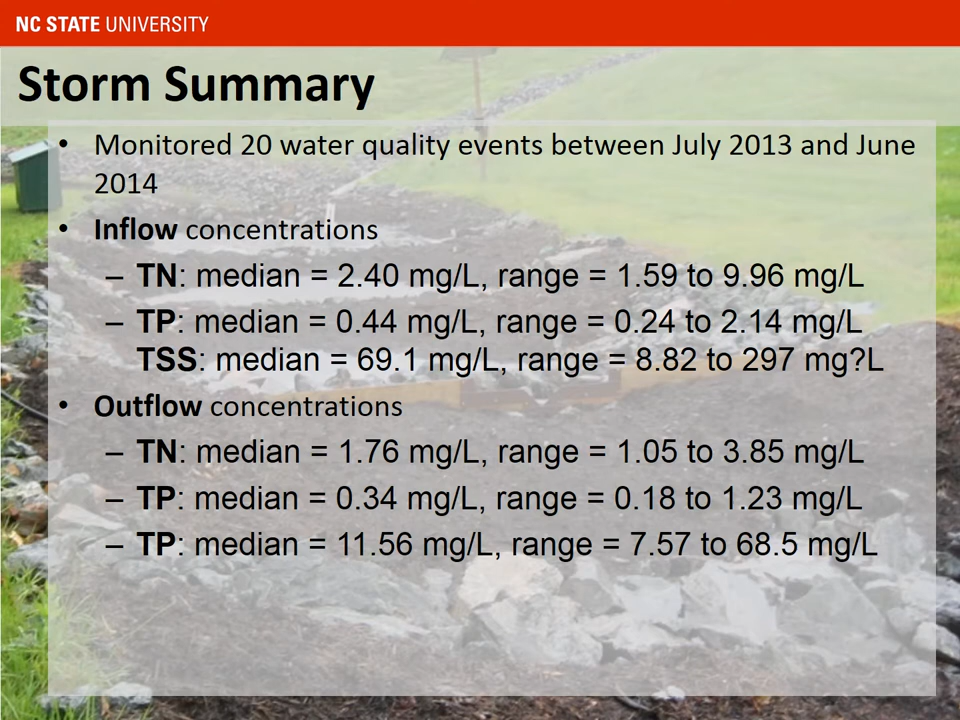 NC STATE UNIVERSITY
Storm Summary
• Monitored 20 water quality events between July 2013 and June
2014
• Inflow concentrations
– TN: median = 2.40 mg/L, range = 1.59 to 9.96 mg/L
– TP: median = 0.44 mg/L, range = 0.24 to 2.14 mg/L
TSS: median = 69.1 mg/L, range = 8.82 to 297 mg?L
• Outflow concentrations
– TN: median = 1.76 mg/L, range = 1.05 to 3.85 mg/L
– TP: median = 0.34 mg/L, range = 0.18 to 1.23 mg/L
– TP: median = 11.56 mg/L, range = 7.57 to 68.5 mg/L